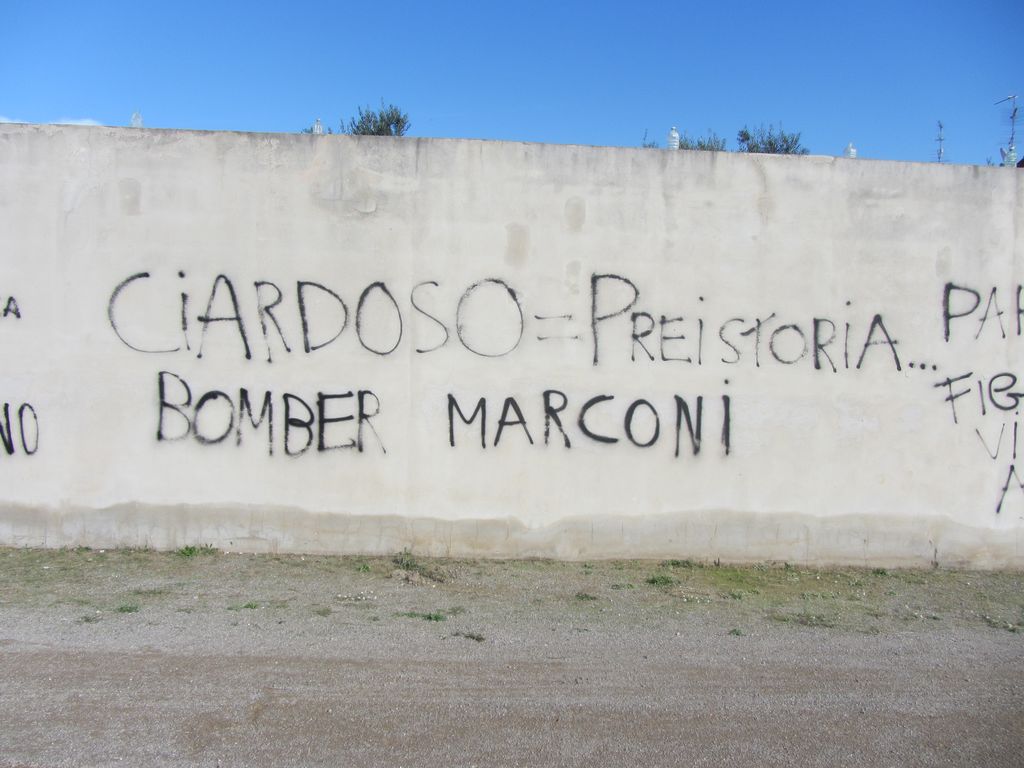 CiARDOSO = PREiSTORiA...
BOMBER MARCONi